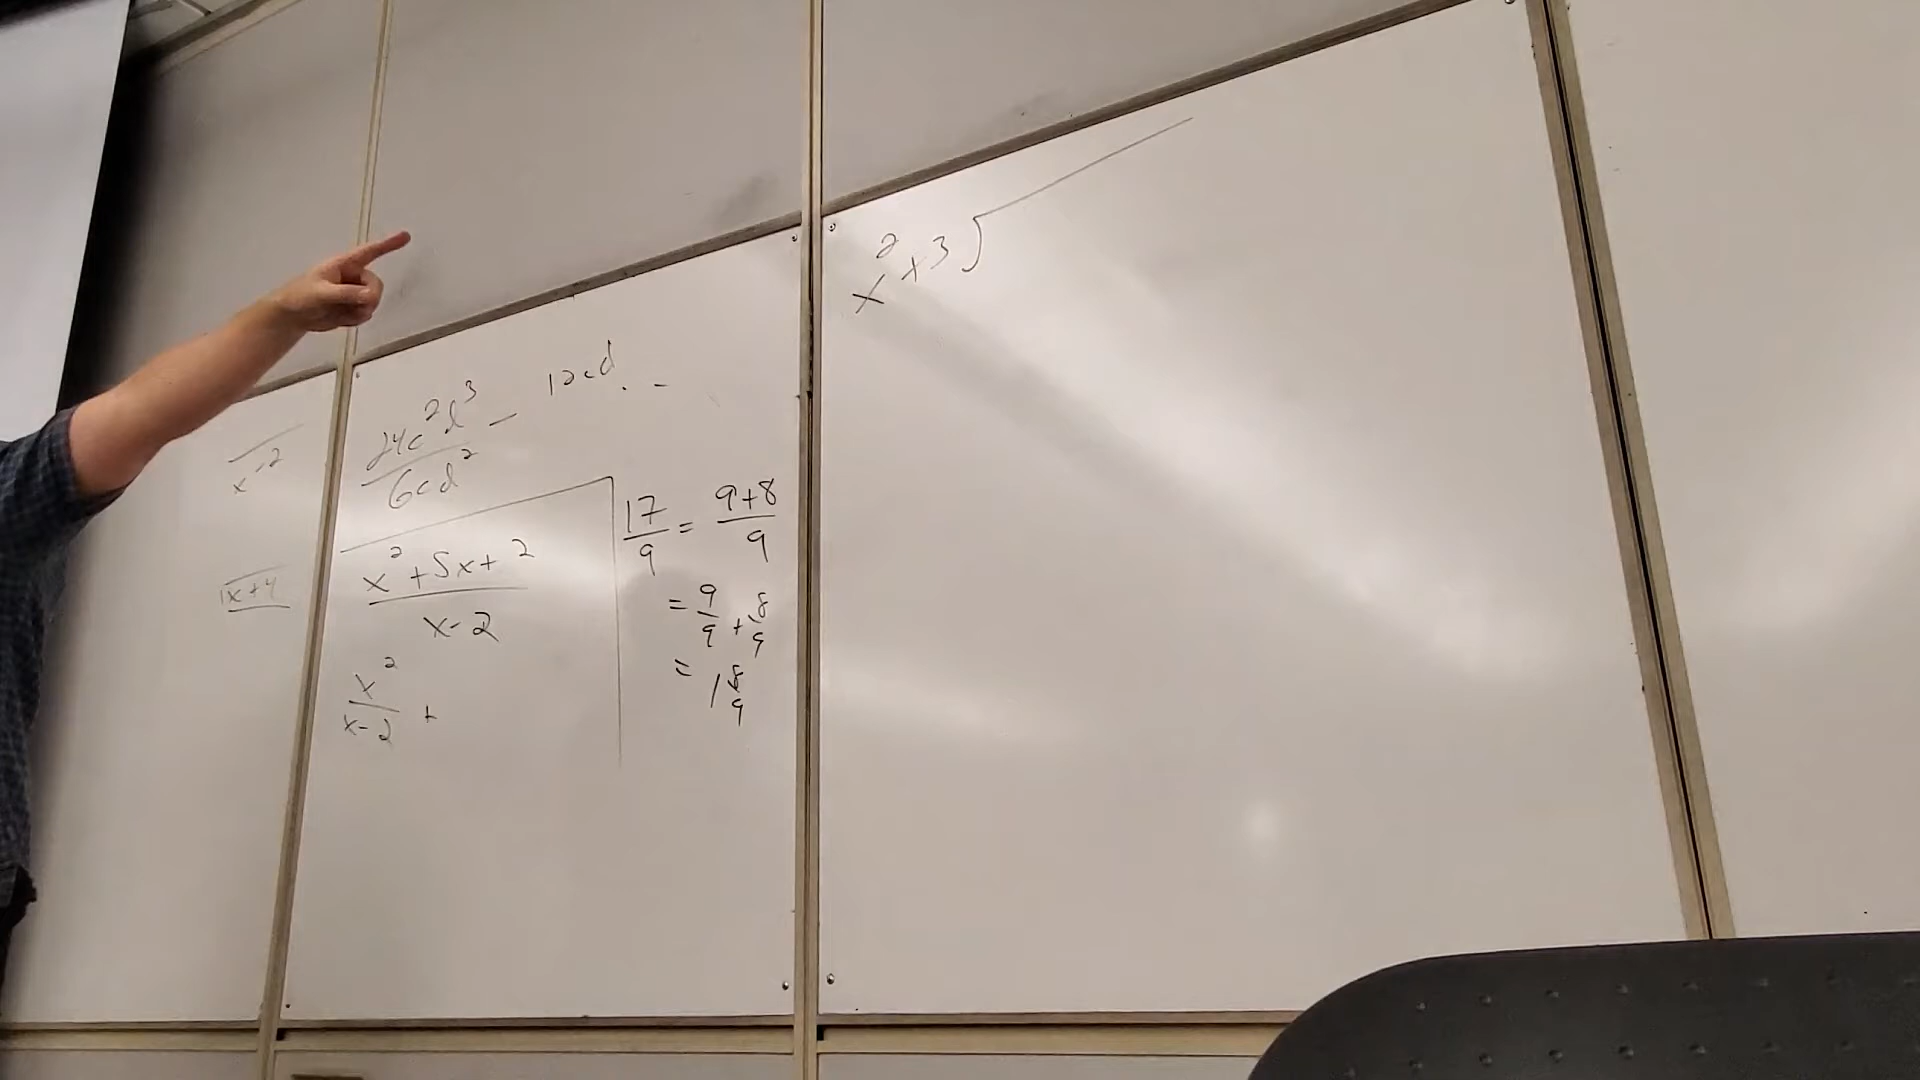 x-2
1x+4
24c²d³ - 12cd . . -
6cd²
x² + 5x + 2
x-2
x²
x-2 +
17/9 = 9+8/9
= 9/9 + 8/9
= 1 8/9
x² + 3 )